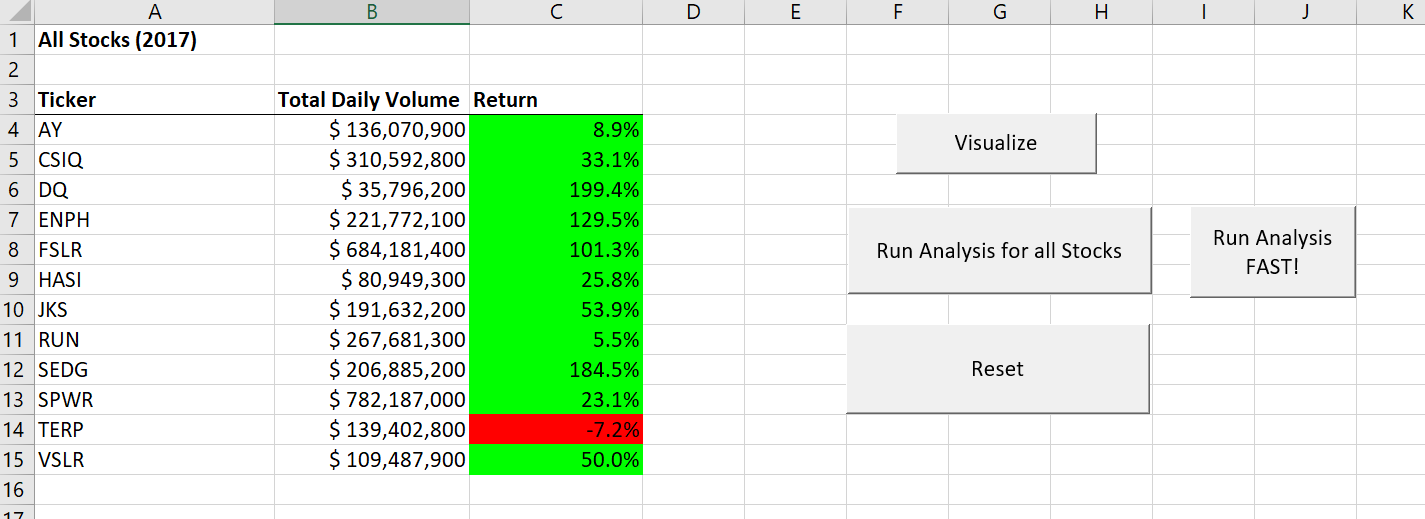 A B C D E F G H I J K
1 All Stocks (2017)
2
3 Ticker Total Daily Volume Return
4 AY $ 136,070,900 8.9%
5 CSIQ $ 310,592,800 33.1%
6 DQ $ 35,796,200 199.4%
7 ENPH $ 221,772,100 129.5%
8 FSLR $ 684,181,400 101.3%
9 HASI $ 80,949,300 25.8%
10 JKS $ 191,632,200 53.9%
11 RUN $ 267,681,300 5.5%
12 SEDG $ 206,885,200 184.5%
13 SPWR $ 782,187,000 23.1%
14 TERP $ 139,402,800 -7.2%
15 VSLR $ 109,487,900 50.0%
16
17
Visualize
Run Analysis for all Stocks
Run Analysis
FAST!
Reset